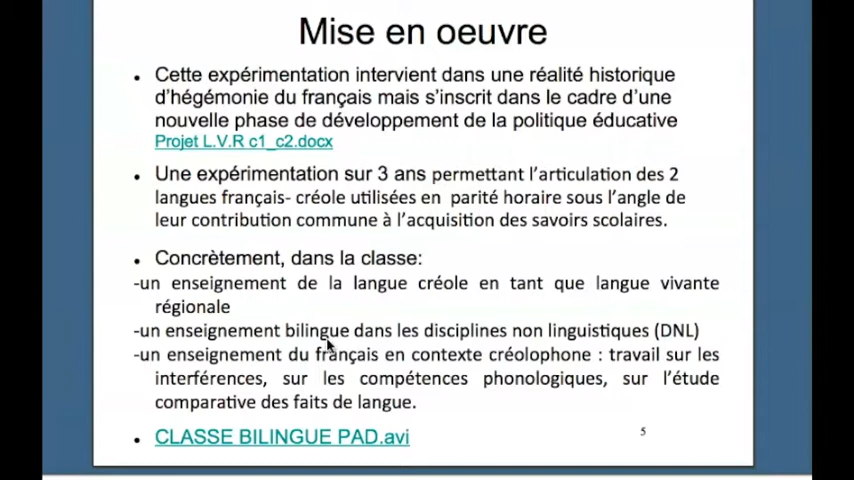 Mise en oeuvre
• Cette expérimentation intervient dans une réalité historique
d'hégémonie du français mais s'inscrit dans le cadre d'une
nouvelle phase de développement de la politique éducative
Projet L.V.R c1_c2.docx
• Une expérimentation sur 3 ans permettant l'articulation des 2
langues français- créole utilisées en parité horaire sous l'angle de
leur contribution commune à l'acquisition des savoirs scolaires.
• Concrètement, dans la classe:
-un enseignement de la langue créole en tant que langue vivante
régionale
-un enseignement bilingue dans les disciplines non linguistiques (DNL)
-un enseignement du français en contexte créolophone : travail sur les
interférences, sur les compétences phonologiques, sur l'étude
comparative des faits de langue.
• CLASSE BILINGUE PAD.avi
5